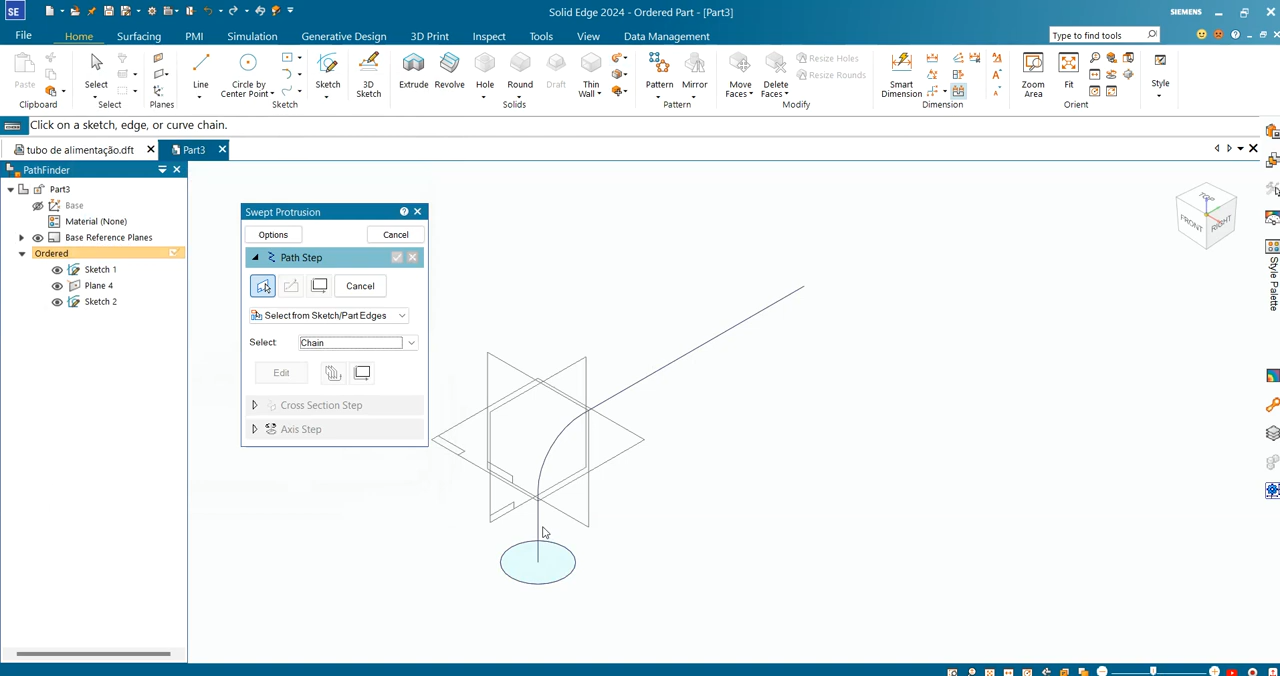 SE
Solid Edge 2024 - Ordered Part - [Part3]
SIEMENS
File
Home
Surfacing
PMI
Simulation
Generative Design
3D Print
Inspect
Tools
View
Data Management
Type to find tools
Paste
Select
Line
Circle by
Center Point
Sketch
3D
Sketch
Extrude
Revolve
Hole
Round
Draft
Thin
Wall
Pattern
Mirror
Move
Faces
Delete
Faces
Resize Holes
Resize Rounds
Smart
Dimension
Zoom
Area
Fit
Style
Clipboard
Select
Planes
Sketch
Solids
Pattern
Modify
Dimension
Orient
Click on a sketch, edge, or curve chain.
tubo de alimentação.dft
Part3
PathFinder
Part3
Base
Material (None)
Base Reference Planes
Ordered
Sketch 1
Plane 4
Sketch 2
Swept Protrusion
Options
Cancel
Path Step
Cancel
Select from Sketch/Part Edges
Select:
Chain
Edit
Cross Section Step
Axis Step
TOP
FRONT
RIGHT
Style Palette